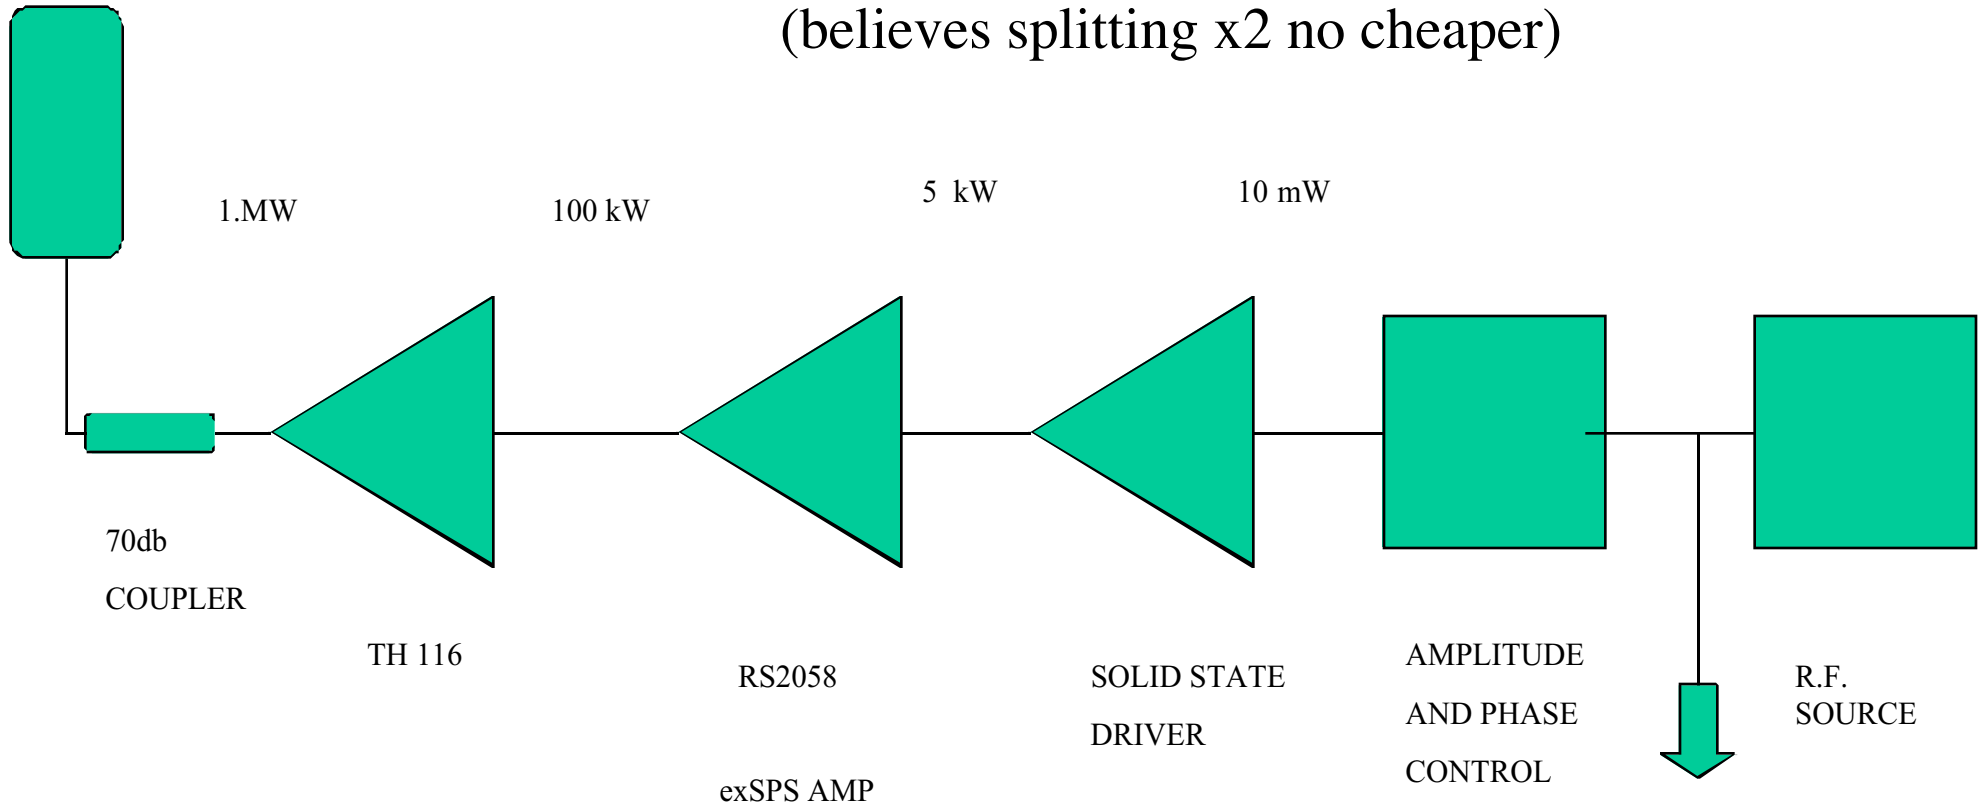 (believes splitting x2 no cheaper)
1.MW
100 kW
5 kW
10 mW
70db
COUPLER
TH 116
RS2058
exSPS AMP
SOLID STATE
DRIVER
AMPLITUDE
AND PHASE
CONTROL
R.F.
SOURCE